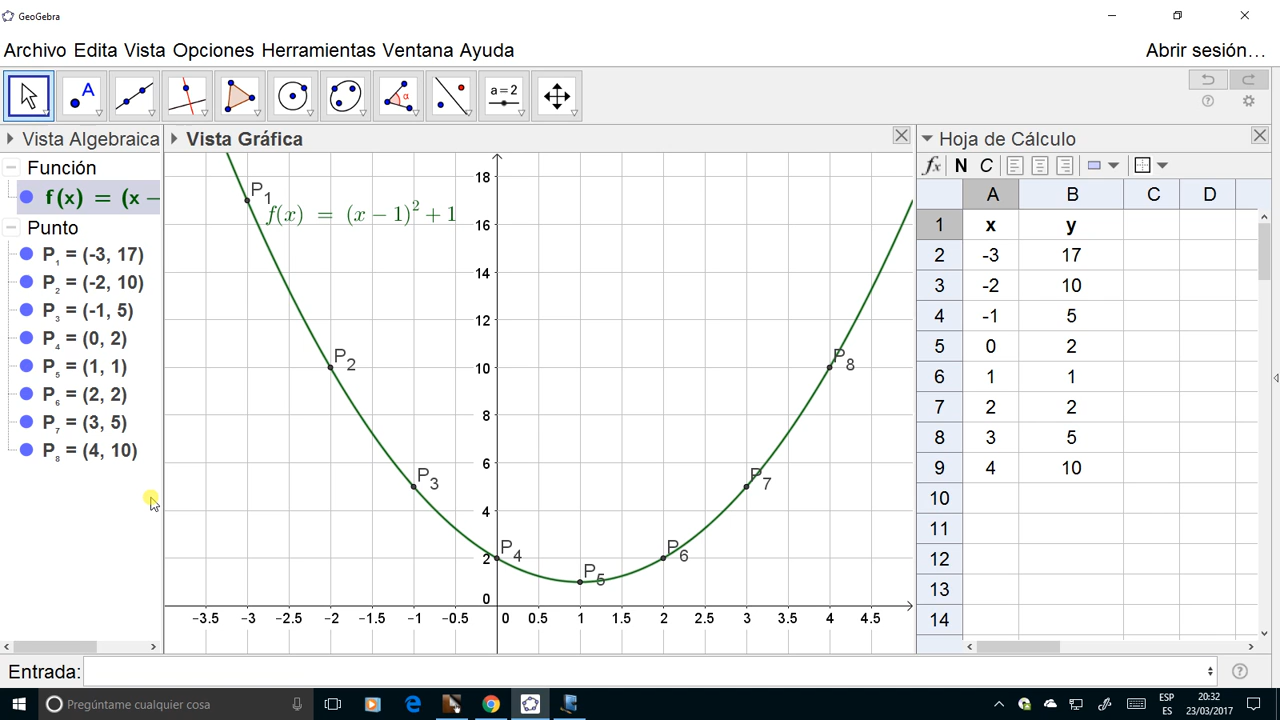 GeoGebra
Archivo Edita Vista Opciones Herramientas Ventana Ayuda
Abrir sesión…
A
α
a = 2
Vista Algebraica
Función
f(x) = (x −
Punto
P₁ = (-3, 17)
P₂ = (-2, 10)
P₃ = (-1, 5)
P₄ = (0, 2)
P₅ = (1, 1)
P₆ = (2, 2)
P₇ = (3, 5)
P₈ = (4, 10)
Vista Gráfica
f(x) = (x − 1)² + 1
P₁
P₂
P₃
P₄
P₅
P₆
P₇
P₈
18
16
14
12
10
8
6
4
2
0
-3.5 -3 -2.5 -2 -1.5 -1 -0.5 0 0.5 1 1.5 2 2.5 3 3.5 4 4.5
Hoja de Cálculo
fx N C
A B C D
1 x y
2 -3 17
3 -2 10
4 -1 5
5 0 2
6 1 1
7 2 2
8 3 5
9 4 10
10
11
12
13
14
Entrada:
Pregúntame cualquier cosa
ESP
ES
20:32
23/03/2017